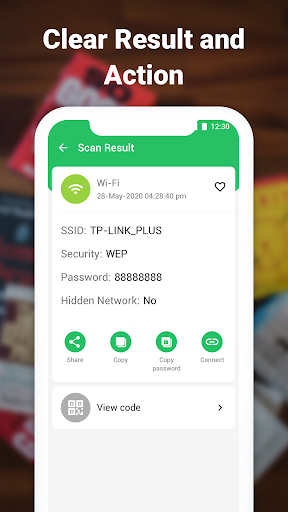 Clear Result and
Action
12:30
Scan Result
Wi-Fi
28-May-2020 04:28:40 pm
SSID: TP-LINK_PLUS
Security: WEP
Password: 88888888
Hidden Network: No
Share
Copy
Copy
password
Connect
View code